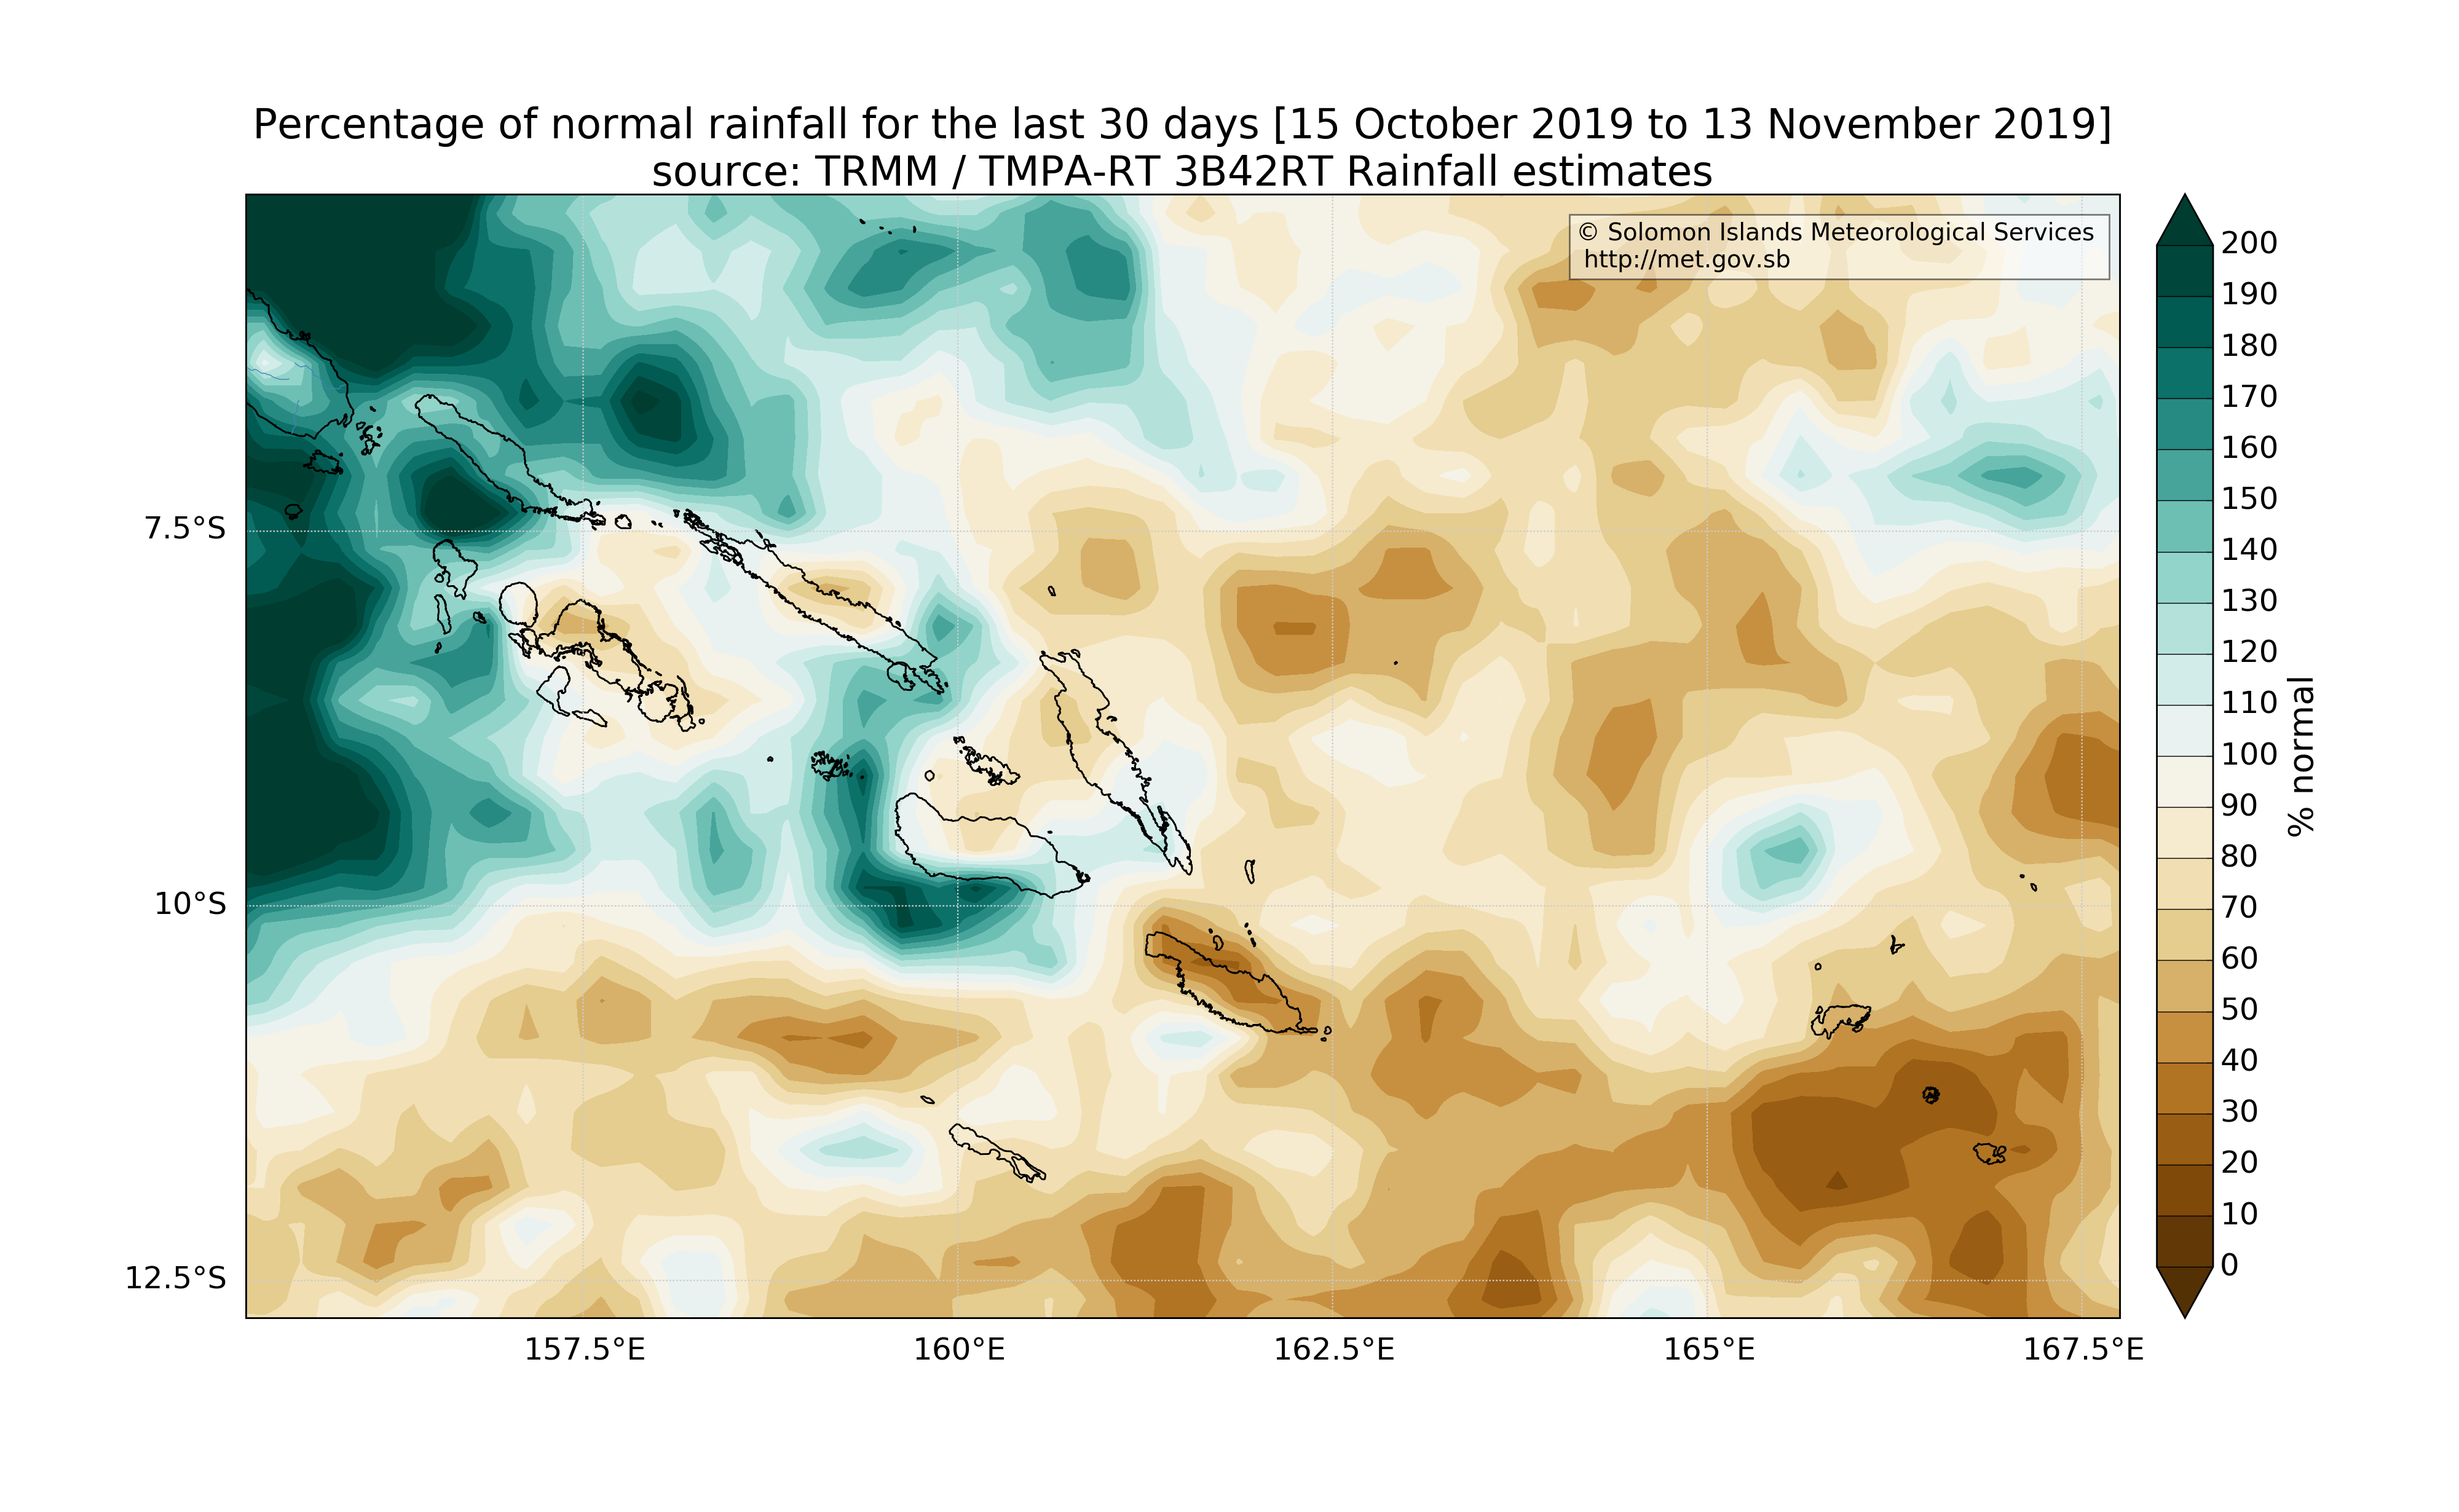 Percentage of normal rainfall for the last 30 days [15 October 2019 to 13 November 2019]
source: TRMM / TMPA-RT 3B42RT Rainfall estimates
© Solomon Islands Meteorological Services
http://met.gov.sb
7.5°S
10°S
12.5°S
157.5°E
160°E
162.5°E
165°E
167.5°E
200
190
180
170
160
150
140
130
120
110
100
90
80
70
60
50
40
30
20
10
0
% normal